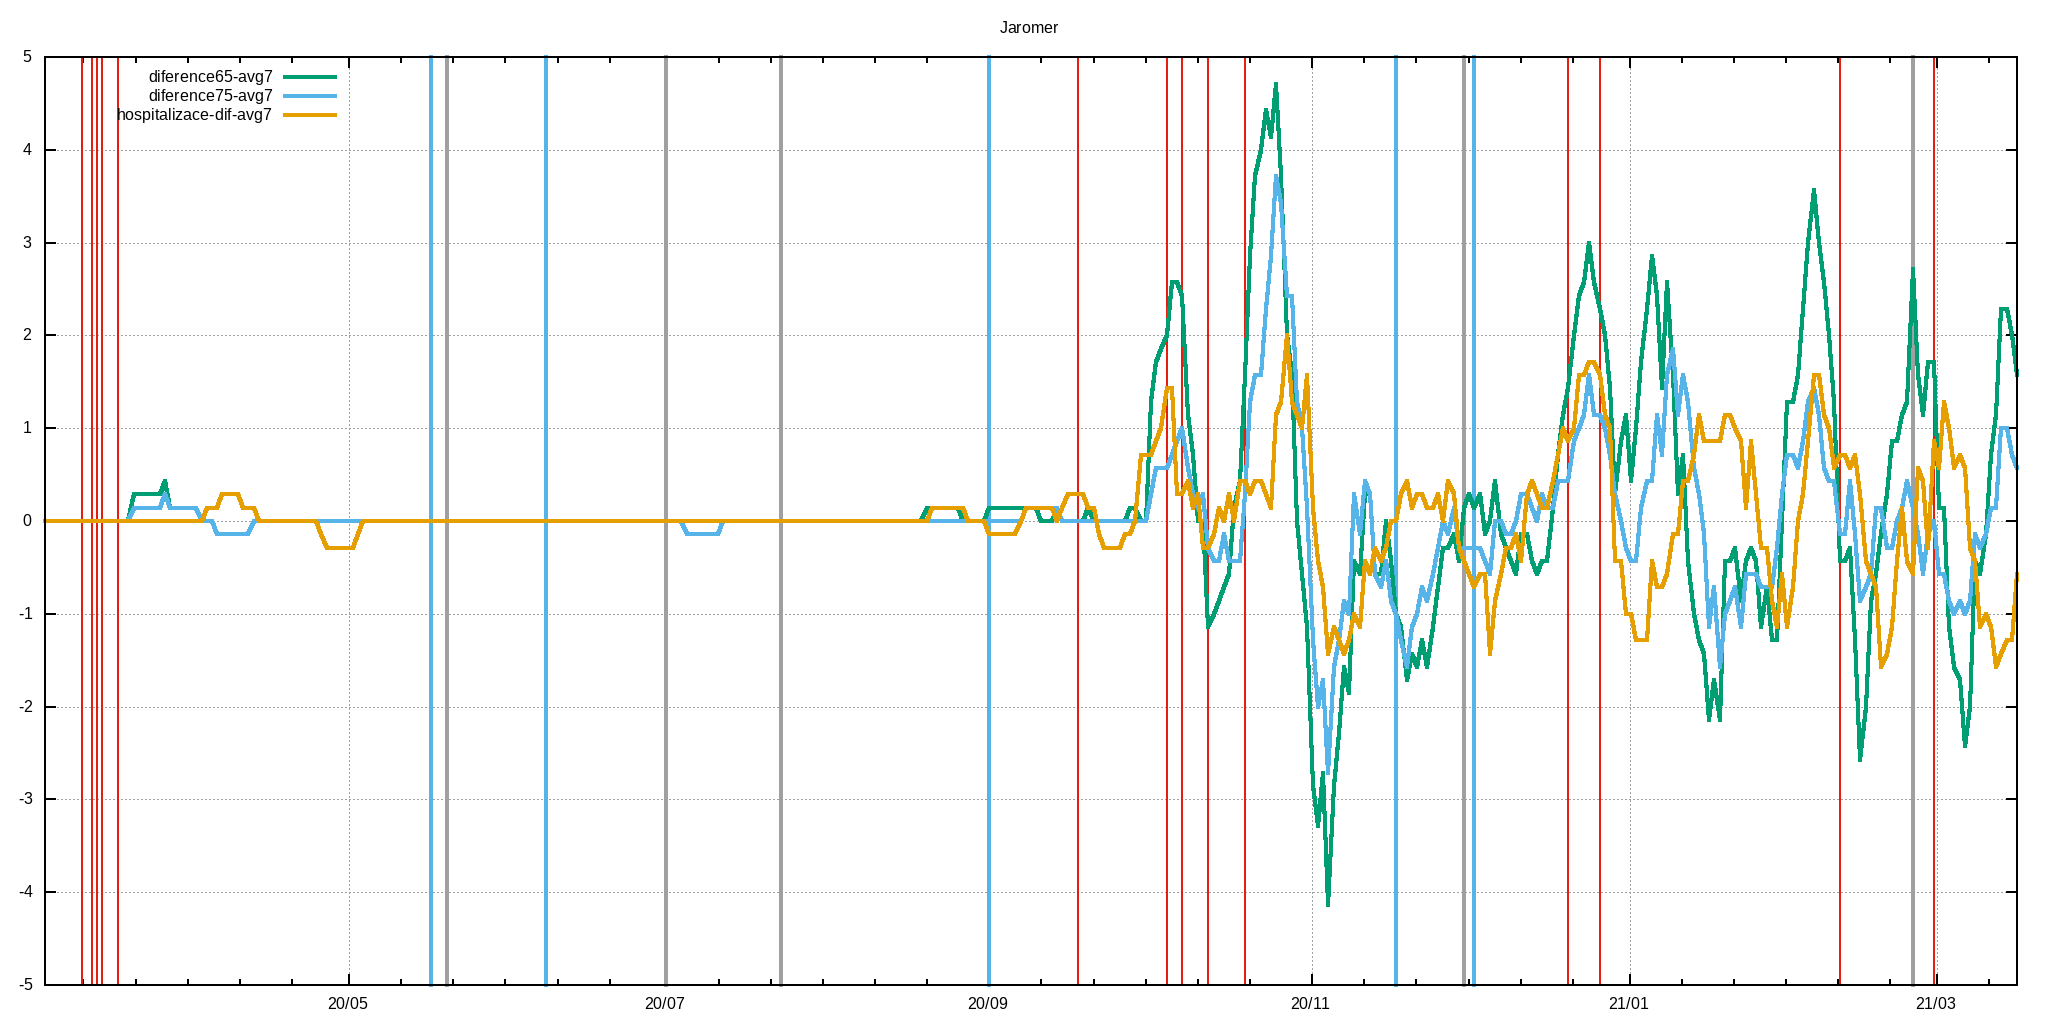 Jaromer
5
diference65-avg7
diference75-avg7
hospitalizace-dif-avg7
4
3
2
1
0
-1
-2
-3
-4
-5
20/05 20/07 20/09 20/11 21/01 21/03